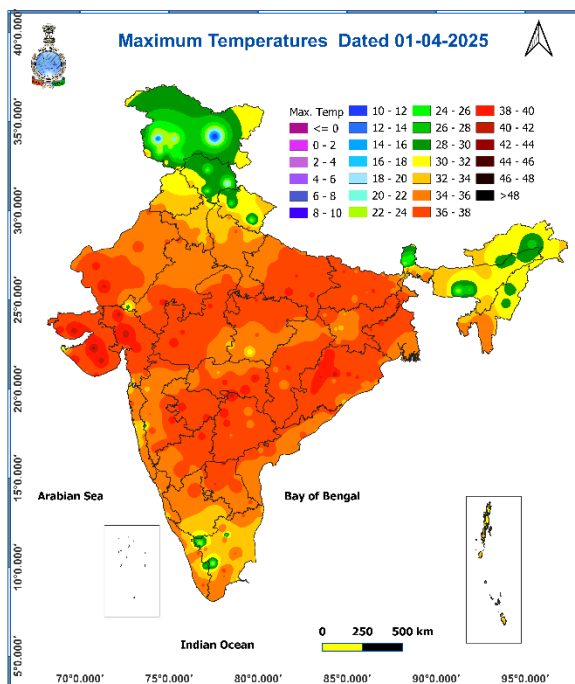 Maximum Temperatures Dated 01-04-2025
Max. Temp
<= 0
0 - 2
2 - 4
4 - 6
6 - 8
8 - 10
10 - 12
12 - 14
14 - 16
16 - 18
18 - 20
20 - 22
22 - 24
24 - 26
26 - 28
28 - 30
30 - 32
32 - 34
34 - 36
36 - 38
38 - 40
40 - 42
42 - 44
44 - 46
46 - 48
>48
40°0.000'
35°0.000'
30°0.000'
25°0.000'
20°0.000'
15°0.000'
10°0.000'
5°0.000'
Arabian Sea
Bay of Bengal
Indian Ocean
0 250 500 km
70°0.000' 75°0.000' 80°0.000' 85°0.000' 90°0.000' 95°0.000'